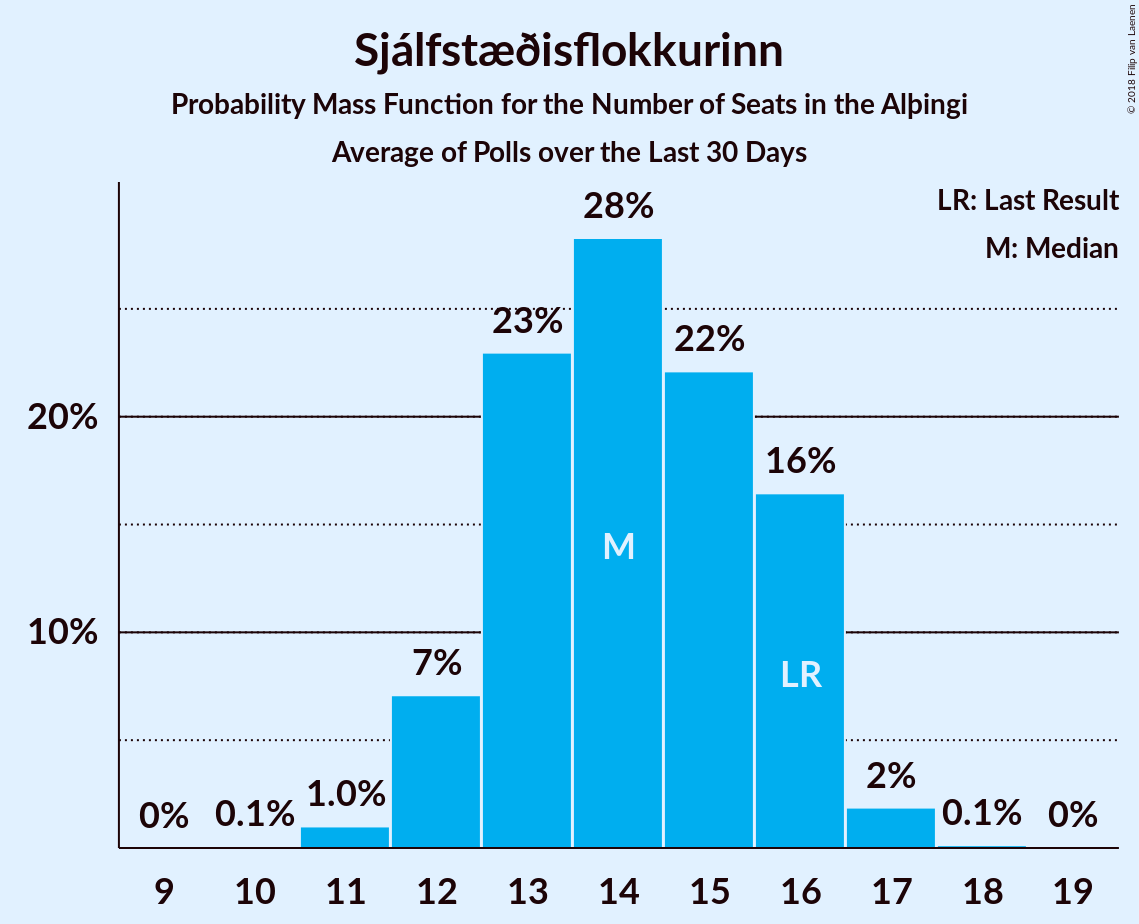 Sjálfstæðisflokkurinn
Probability Mass Function for the Number of Seats in the Alþingi
Average of Polls over the Last 30 Days
© 2018 Filip van Laenen
LR: Last Result
M: Median
28%
23%
22%
20%
16%
M
10%
7%
LR
2%
1.0%
0%
0.1%
0.1%
0%
9 10 11 12 13 14 15 16 17 18 19